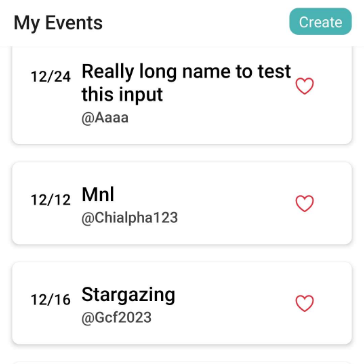 My Events
Create
12/24
Really long name to test
this input
@Aaaa
12/12
Mnl
@Chialpha123
12/16
Stargazing
@Gcf2023